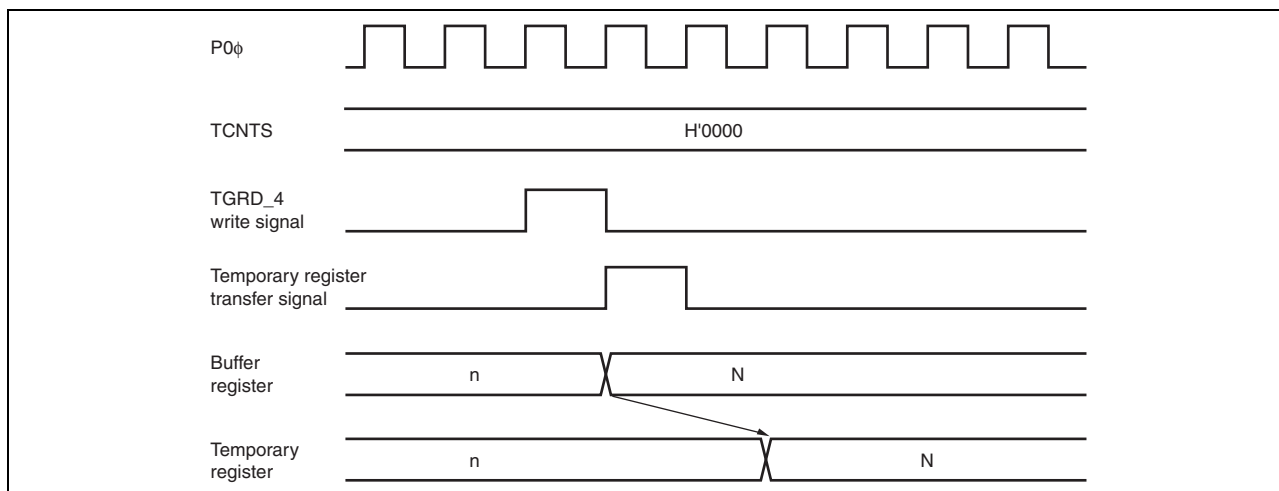 P0ϕ
TCNTS
H'0000
TGRD_4
write signal
Temporary register
transfer signal
Buffer
register
n
N
Temporary
register
n
N